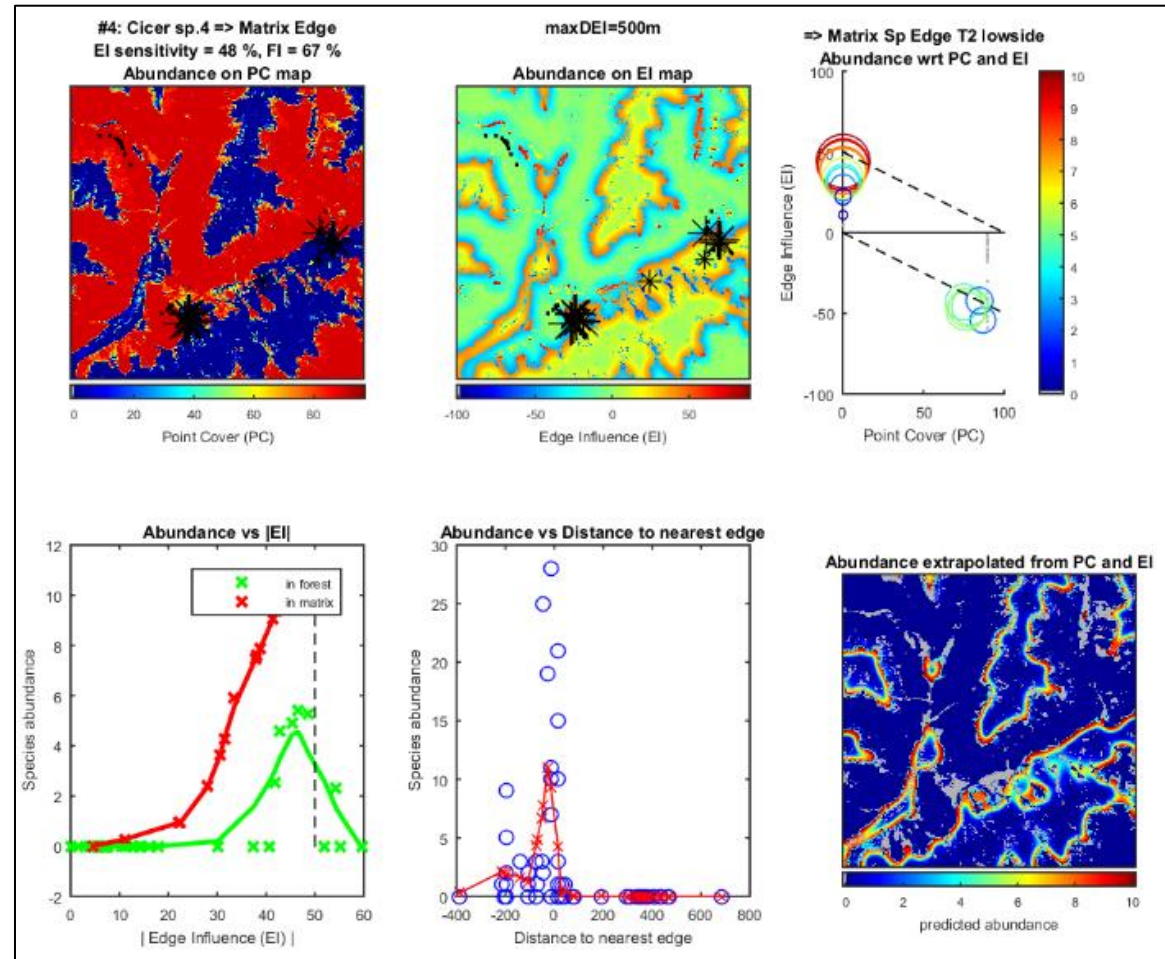 #4: Cicer sp.4 => Matrix Edge
EI sensitivity = 48 %, FI = 67 %
Abundance on PC map
0 20 40 60 80
Point Cover (PC)
maxDEI=500m
Abundance on EI map
-100 -50 0 50
Edge Influence (EI)
=> Matrix Sp Edge T2 lowside
Abundance wrt PC and EI
100
50
0
-50
-100
Edge Influence (EI)
0 50 100
Point Cover (PC)
10
9
8
7
6
5
4
3
2
1
0
Abundance vs |EI|
in forest
in matrix
12
10
8
6
4
2
0
-2
Species abundance
0 10 20 30 40 50 60
| Edge Influence (EI) |
Abundance vs Distance to nearest edge
30
25
20
15
10
5
0
Species abundance
-400 -200 0 200 400 600 800
Distance to nearest edge
Abundance extrapolated from PC and EI
0 2 4 6 8 10
predicted abundance